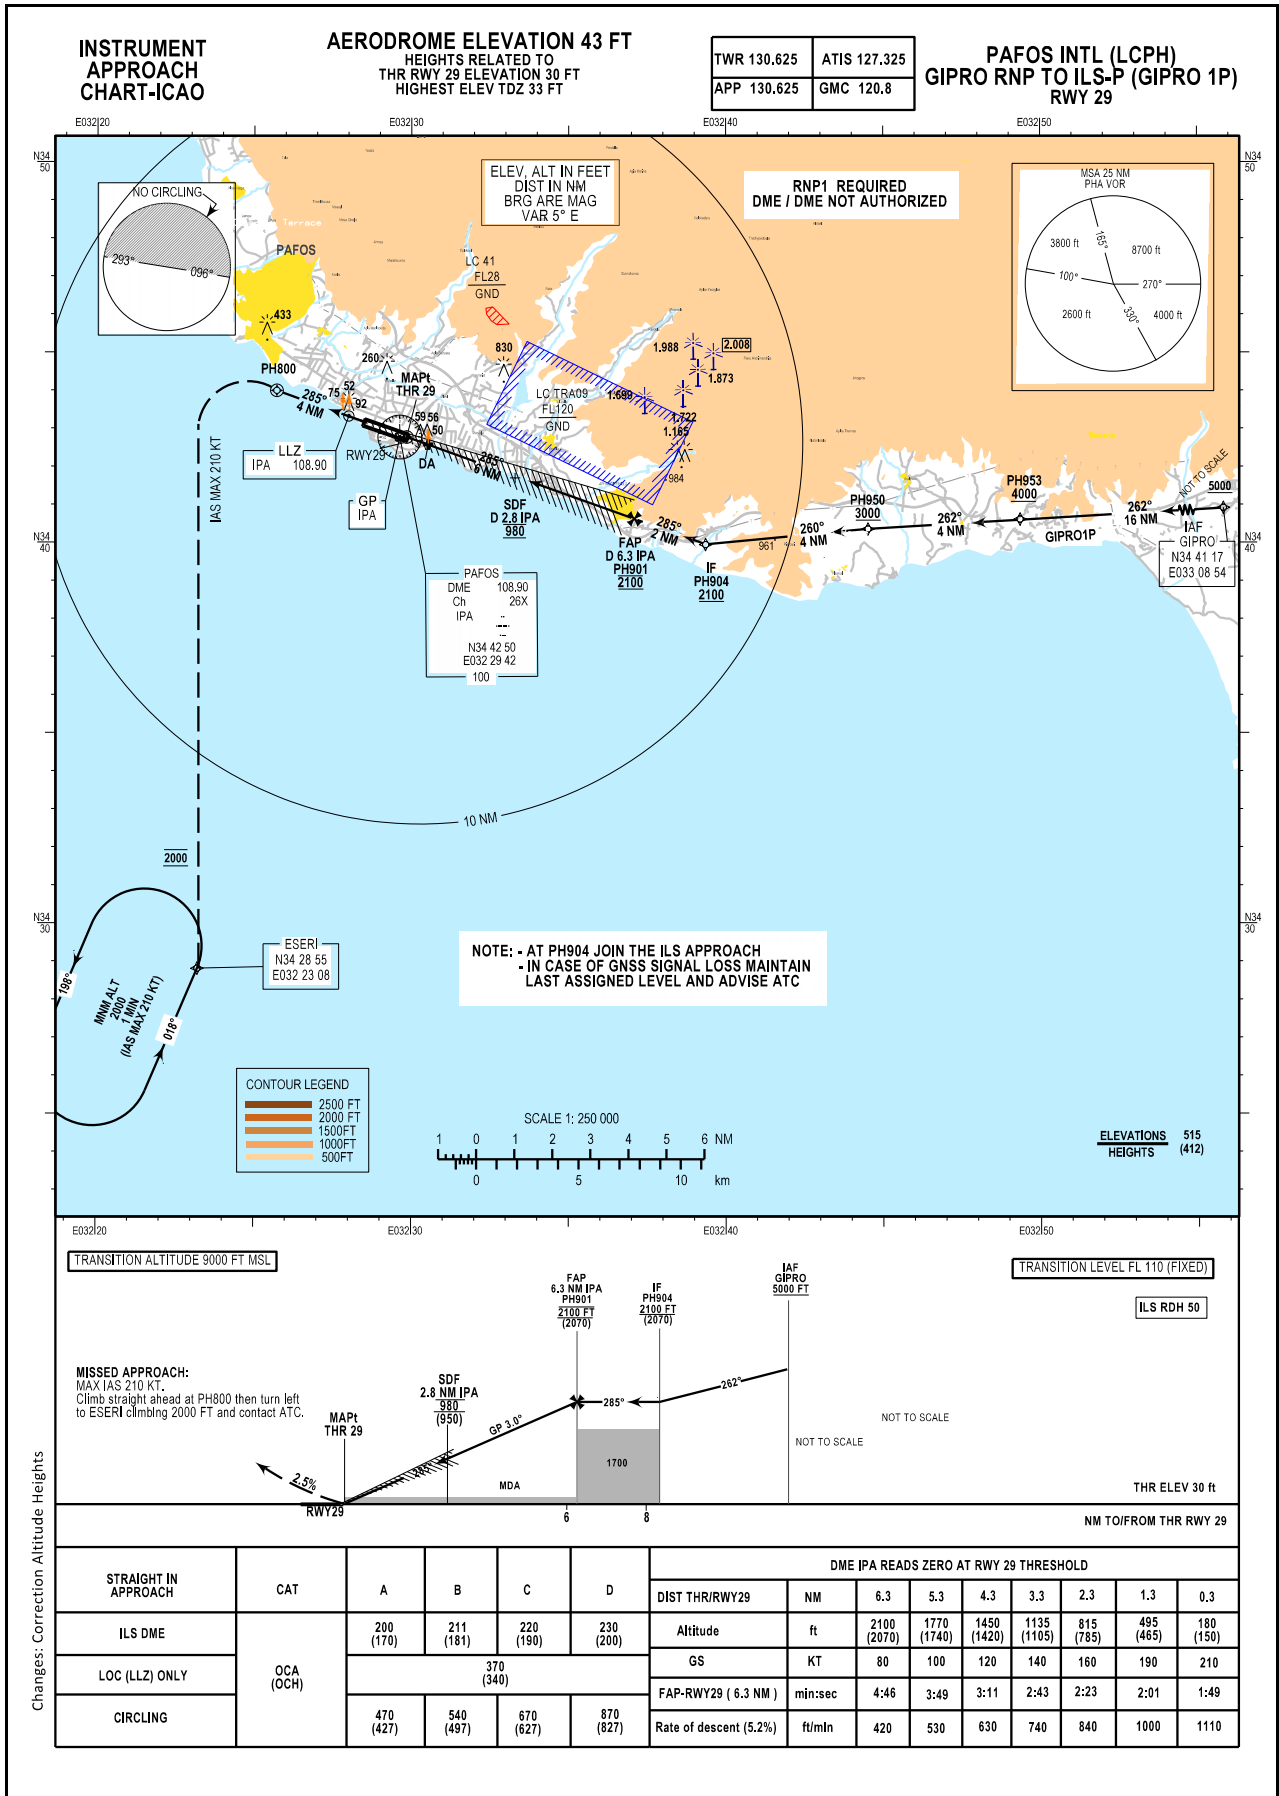 INSTRUMENT
APPROACH
CHART-ICAO
AERODROME ELEVATION 43 FT
HEIGHTS RELATED TO
THR RWY 29 ELEVATION 30 FT
HIGHEST ELEV TDZ 33 FT
TWR 130.625
ATIS 127.325
APP 130.625
GMC 120.8
PAFOS INTL (LCPH)
GIPRO RNP TO ILS-P (GIPRO 1P)
RWY 29
E032|20
E032|30
E032|40
E032|50
N34
50
N34
50
NO CIRCLING
293°
096°
ELEV, ALT IN FEET
DIST IN NM
BRG ARE MAG
VAR 5° E
RNP1 REQUIRED
DME / DME NOT AUTHORIZED
MSA 25 NM
PHA VOR
3800 ft
165°
8700 ft
100°
270°
2600 ft
330°
4000 ft
Terrace
PAFOS
LC 41
FL28
GND
433
260
830
1.988
2.008
1.873
1.699
1.722
1.165
984
PH800
MAPt
THR 29
LC TRA09
FL120
GND
285°
4 NM
75
52
92
59 56
50
LLZ
IPA 108.90
RWY29
DA
GP
IPA
285°
6 NM
SDF
D 2.8 IPA
980
FAP
D 6.3 IPA
PH901
2100
285°
2 NM
IF
PH904
2100
961
260°
4 NM
PH950
3000
262°
4 NM
PH953
4000
GIPRO1P
262°
16 NM
NOT TO SCALE
5000
IAF
GIPRO
N34 41 17
E033 08 54
IAS MAX 210 KT
N34
40
N34
40
PAFOS
DME 108.90
Ch 26X
IPA
N34 42 50
E032 29 42
100
10 NM
2000
N34
30
N34
30
ESERI
N34 28 55
E032 23 08
198°
MNM ALT
2000
1 MIN
(IAS MAX 210 KT)
018°
NOTE: - AT PH904 JOIN THE ILS APPROACH
- IN CASE OF GNSS SIGNAL LOSS MAINTAIN
LAST ASSIGNED LEVEL AND ADVISE ATC
CONTOUR LEGEND
2500 FT
2000 FT
1500FT
1000FT
500FT
SCALE 1: 250 000
1 0 1 2 3 4 5 6 NM
0 5 10 km
ELEVATIONS 515
HEIGHTS (412)
E032|20
E032|30
E032|40
E032|50
TRANSITION ALTITUDE 9000 FT MSL
TRANSITION LEVEL FL 110 (FIXED)
ILS RDH 50
FAP
6.3 NM IPA
PH901
2100 FT
(2070)
IF
PH904
2100 FT
(2070)
IAF
GIPRO
5000 FT
MISSED APPROACH:
MAX IAS 210 KT.
Climb straight ahead at PH800 then turn left
to ESERI climbing 2000 FT and contact ATC.
SDF
2.8 NM IPA
980
(950)
MAPt
THR 29
285°
GP 3.0°
285°
262°
NOT TO SCALE
NOT TO SCALE
1700
MDA
2.5%
RWY29
6
8
THR ELEV 30 ft
NM TO/FROM THR RWY 29
Changes: Correction Altitude Heights
STRAIGHT IN
APPROACH
CAT A B C D
ILS DME
OCA
(OCH)
200
(170)
211
(181)
220
(190)
230
(200)
LOC (LLZ) ONLY
370
(340)
CIRCLING
470
(427)
540
(497)
670
(627)
870
(827)
DME IPA READS ZERO AT RWY 29 THRESHOLD
DIST THR/RWY29 NM 6.3 5.3 4.3 3.3 2.3 1.3 0.3
Altitude ft 2100 1770 1450 1135 815 495 180
(2070) (1740) (1420) (1105) (785) (465) (150)
GS KT 80 100 120 140 160 190 210
FAP-RWY29 ( 6.3 NM ) min:sec 4:46 3:49 3:11 2:43 2:23 2:01 1:49
Rate of descent (5.2%) ft/min 420 530 630 740 840 1000 1110